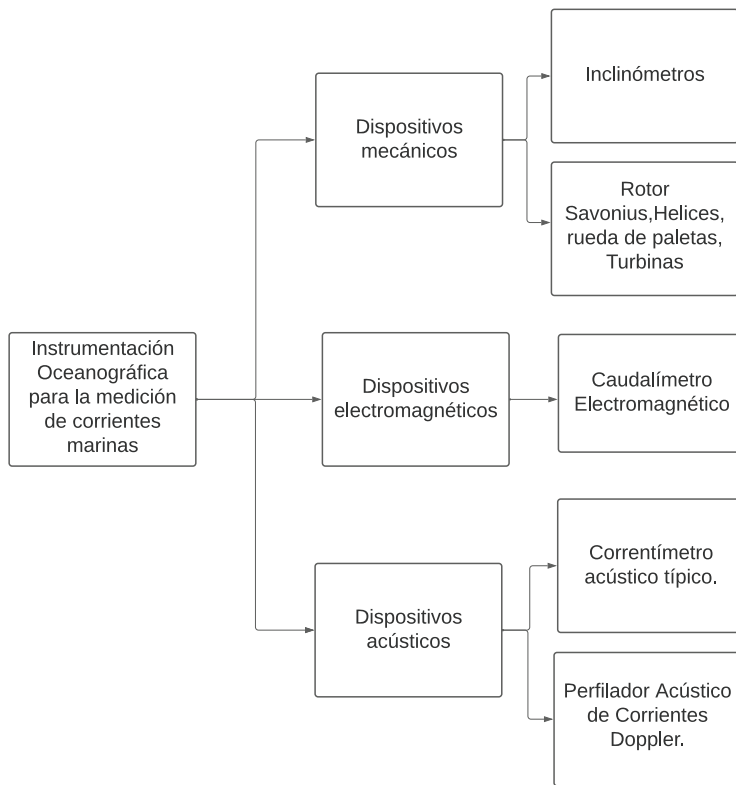 Inclinómetros
Dispositivos
mecánicos
Rotor
Savonius,Helices,
rueda de paletas,
Turbinas
Instrumentación
Oceanográfica
para la medición
de corrientes
marinas
Dispositivos
electromagnéticos
Caudalímetro
Electromagnético
Correntímetro
acústico típico.
Dispositivos
acústicos
Perfilador Acústico
de Corrientes
Doppler.